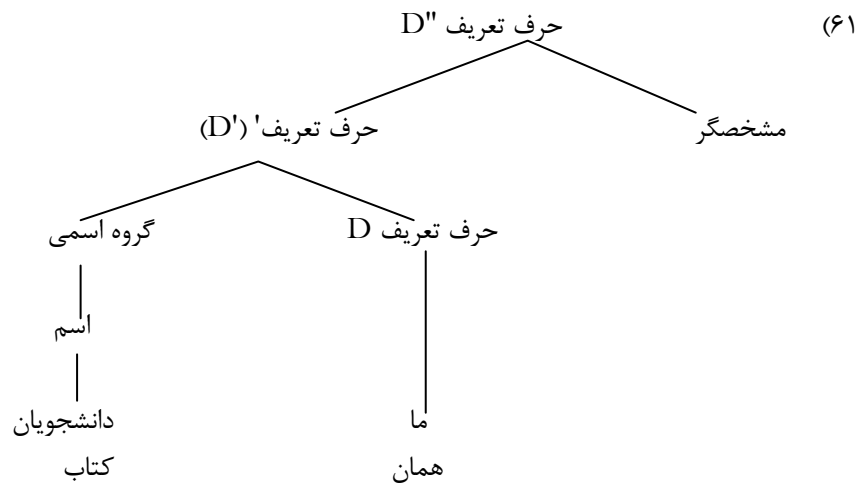 ۶۱) حرف تعریف D"
مشخصگر حرف تعریف' (D')
حرف تعریف D گروه اسمی
اسم
ما دانشجویان
همان کتاب